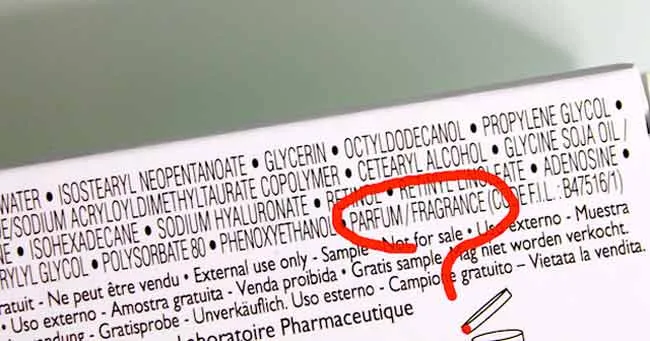 WATER • ISOSTEARYL NEOPENTANOATE • GLYCERIN • OCTYLDODECANOL • PROPYLENE GLYCOL •
E/SODIUM ACRYLOYLDIMETHYLTAURATE COPOLYMER • CETEARYL ALCOHOL • GLYCINE SOJA OIL /
NE • ISOHEXADECANE • SODIUM HYALURONATE • RETINOL • RETINYL LINOLEATE • ADENOSINE •
RYLYL GLYCOL • POLYSORBATE 80 • PHENOXYETHANOL • PARFUM / FRAGRANCE (CODE F.I.L. : B47516/1)
ratuit - Ne peut être vendu • External use only - Sample - Not for sale • Uso externo - Muestra
• Uso externo - Amostra gratuita - Venda proibida • Gratis sample. Mag niet worden verkocht.
wendung - Gratisprobe - Unverkäuflich. Uso esterno - Campione gratuito – Vietata la vendita.
Laboratoire Pharmaceutique